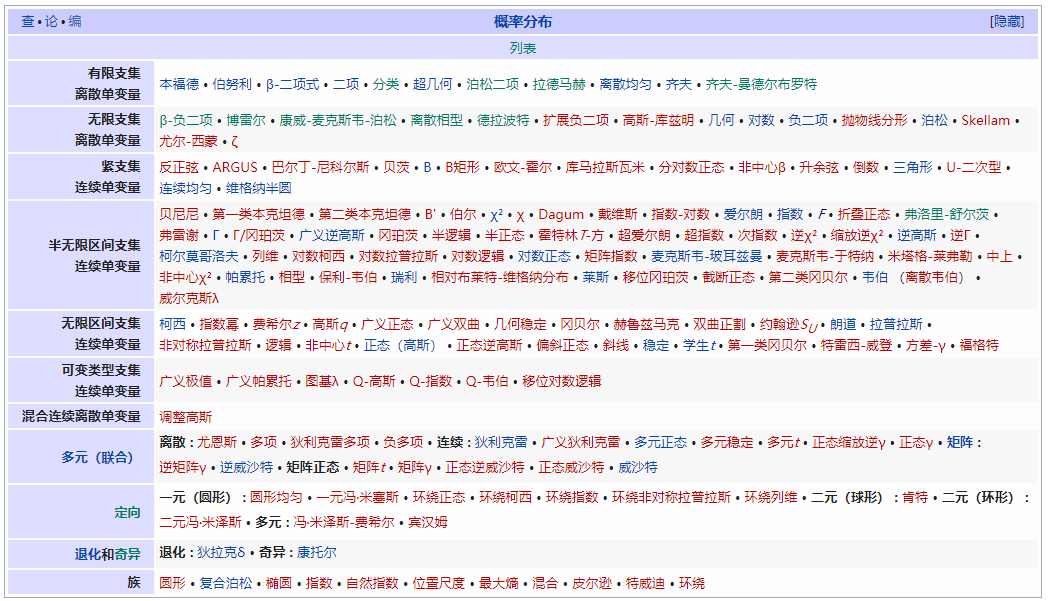 查 • 论 • 编 概率分布 [隐藏]
列表
有限支集
离散单变量
本福德 • 伯努利 • β-二项式 • 二项 • 分类 • 超几何 • 泊松二项 • 拉德马赫 • 离散均匀 • 齐夫 • 齐夫-曼德尔布罗特
无限支集
离散单变量
β-负二项 • 博雷尔 • 康威-麦克斯韦-泊松 • 离散相型 • 德拉波特 • 扩展负二项 • 高斯-库兹明 • 几何 • 对数 • 负二项 • 抛物线分形 • 泊松 • Skellam •
尤尔-西蒙 • ζ
紧支集
连续单变量
反正弦 • ARGUS • 巴尔丁-尼科尔斯 • 贝茨 • Β • Β矩形 • 欧文-霍尔 • 库马拉斯瓦米 • 分对数正态 • 非中心β • 升余弦 • 倒数 • 三角形 • U-二次型 •
连续均匀 • 维格纳半圆
半无限区间支集
连续单变量
贝尼尼 • 第一类本克坦德 • 第二类本克坦德 • Β' • 伯尔 • χ² • χ • Dagum • 戴维斯 • 指数-对数 • 爱尔朗 • 指数 • F • 折叠正态 • 弗洛里-舒尔茨 •
弗雷谢 • Γ • Γ/冈珀茨 • 广义逆高斯 • 冈珀茨 • 半逻辑 • 半正态 • 霍特林T-方 • 超爱尔朗 • 超指数 • 次指数 • 逆χ² • 缩放逆χ² • 逆高斯 • 逆Γ •
柯尔莫哥洛夫 • 列维 • 对数柯西 • 对数拉普拉斯 • 对数逻辑 • 对数正态 • 矩阵指数 • 麦克斯韦-玻耳兹曼 • 麦克斯韦-于特纳 • 米塔格-莱弗勒 • 中上 •
非中心χ² • 帕累托 • 相型 • 保利-韦伯 • 瑞利 • 相对布莱特-维格纳分布 • 莱斯 • 移位冈珀茨 • 截断正态 • 第二类冈贝尔 • 韦伯 （离散韦伯） •
威尔克斯λ
无限区间支集
连续单变量
柯西 • 指数幂 • 费希尔z • 高斯q • 广义正态 • 广义双曲 • 几何稳定 • 冈贝尔 • 赫鲁兹马克 • 双曲正割 • 约翰逊SU • 朗道 • 拉普拉斯 •
非对称拉普拉斯 • 逻辑 • 非中心t • 正态（高斯） • 正态逆高斯 • 偏斜正态 • 斜线 • 稳定 • 学生t • 第一类冈贝尔 • 特雷西-威登 • 方差-γ • 福格特
可变类型支集
连续单变量
广义极值 • 广义帕累托 • 图基λ • Q-高斯 • Q-指数 • Q-韦伯 • 移位对数逻辑
混合连续离散单变量 调整高斯
多元（联合）
离散 : 尤恩斯 • 多项 • 狄利克雷多项 • 负多项 • 连续 : 狄利克雷 • 广义狄利克雷 • 多元正态 • 多元稳定 • 多元t • 正态缩放逆γ • 正态γ • 矩阵 :
逆矩阵γ • 逆威沙特 • 矩阵正态 • 矩阵t • 矩阵γ • 正态逆威沙特 • 正态威沙特 • 威沙特
定向
一元（圆形） : 圆形均匀 • 一元冯·米塞斯 • 环绕正态 • 环绕柯西 • 环绕指数 • 环绕非对称拉普拉斯 • 环绕列维 • 二元（球形） : 肯特 • 二元（环形） :
二元冯·米泽斯 • 多元 : 冯·米泽斯-费希尔 • 宾汉姆
退化和奇异 退化 : 狄拉克δ • 奇异 : 康托尔
族 圆形 • 复合泊松 • 椭圆 • 指数 • 自然指数 • 位置尺度 • 最大熵 • 混合 • 皮尔逊 • 特威迪 • 环绕